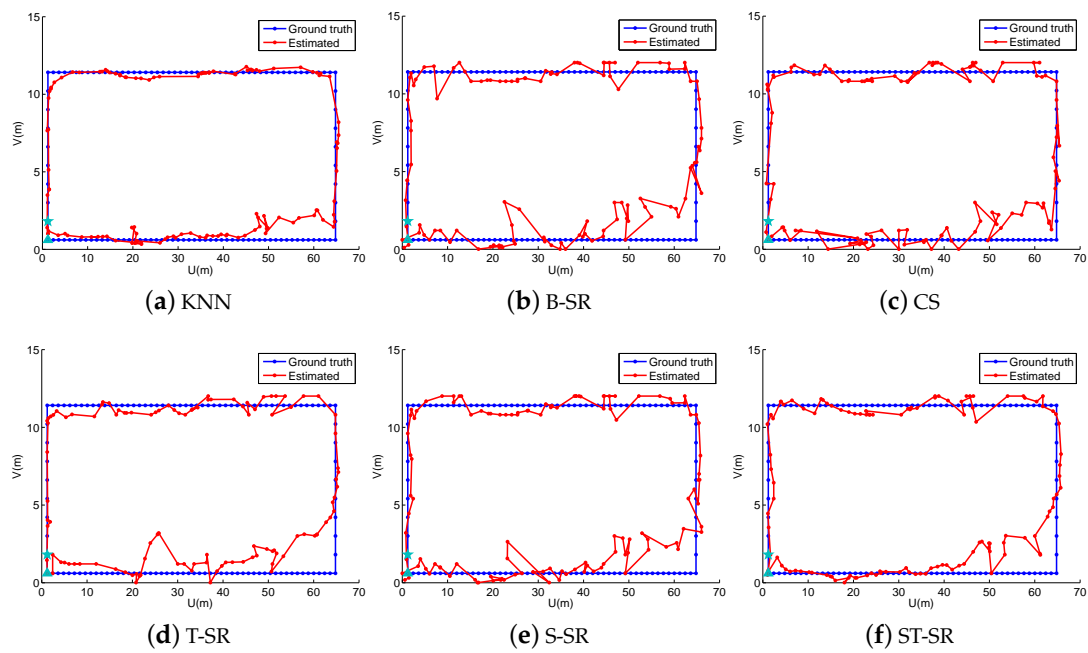 15
10
5
0
V(m)
0 10 20 30 40 50 60 70
U(m)
Ground truth
Estimated
(a) KNN
15
10
5
0
V(m)
0 10 20 30 40 50 60 70
U(m)
Ground truth
Estimated
(b) B-SR
15
10
5
0
V(m)
0 10 20 30 40 50 60 70
U(m)
Ground truth
Estimated
(c) CS
15
10
5
0
V(m)
0 10 20 30 40 50 60 70
U(m)
Ground truth
Estimated
(d) T-SR
15
10
5
0
V(m)
0 10 20 30 40 50 60 70
U(m)
Ground truth
Estimated
(e) S-SR
15
10
5
0
V(m)
0 10 20 30 40 50 60 70
U(m)
Ground truth
Estimated
(f) ST-SR